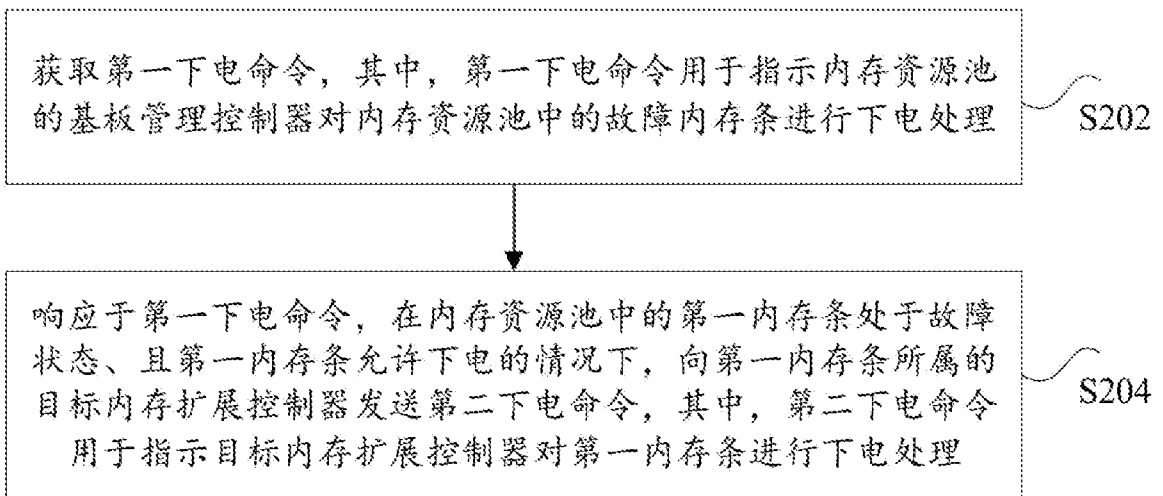 获取第一下电命令，其中，第一下电命令用于指示内存资源池
的基板管理控制器对内存资源池中的故障内存条进行下电处理
S202
响应于第一下电命令，在内存资源池中的第一内存条处于故障
状态、且第一内存条允许下电的情况下，向第一内存条所属的
目标内存扩展控制器发送第二下电命令，其中，第二下电命令
用于指示目标内存扩展控制器对第一内存条进行下电处理
S204